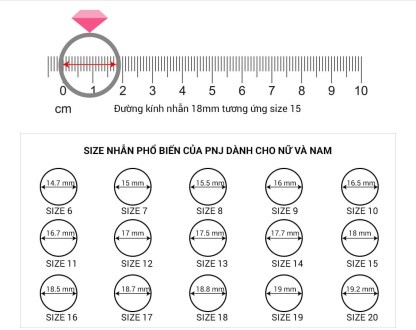 0 1 2 3 4 5 6 7 8 9 10
cm
Đường kính nhẫn 18mm tương ứng size 15
SIZE NHẪN PHỔ BIẾN CỦA PNJ DÀNH CHO NỮ VÀ NAM
14.7 mm 15 mm 15.5 mm 16 mm 16.5 mm
SIZE 6 SIZE 7 SIZE 8 SIZE 9 SIZE 10
16.7 mm 17 mm 17.5 mm 17.7 mm 18 mm
SIZE 11 SIZE 12 SIZE 13 SIZE 14 SIZE 15
18.5 mm 18.7 mm 18.8 mm 19 mm 19.2 mm
SIZE 16 SIZE 17 SIZE 18 SIZE 19 SIZE 20